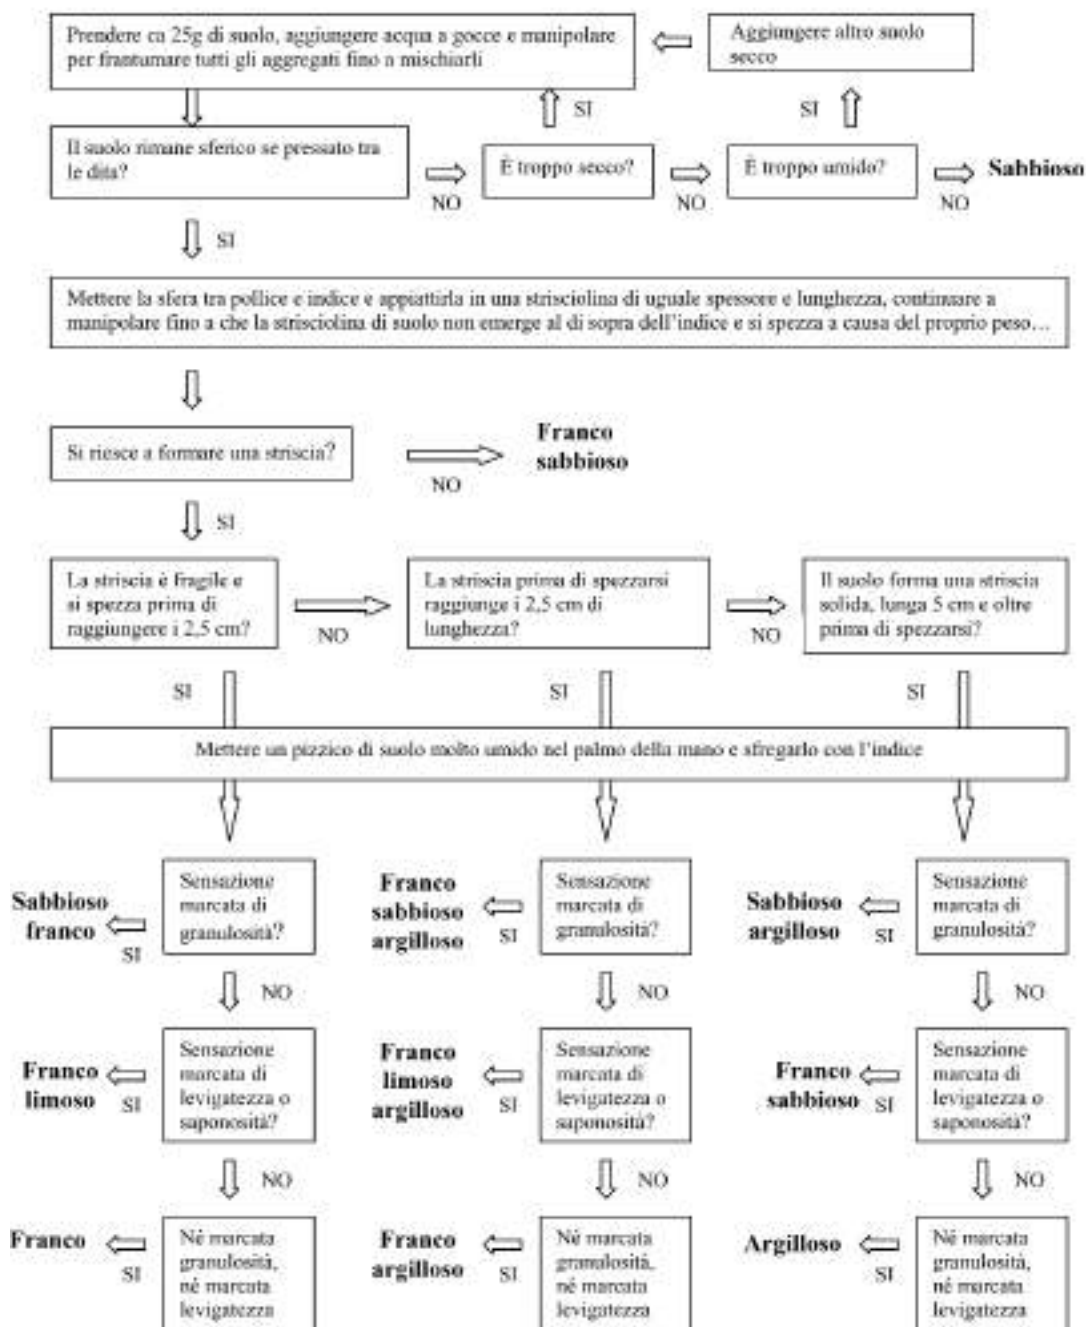 Prendere ca 25g di suolo, aggiungere acqua a gocce e manipolare
per frantumare tutti gli aggregati fino a mischiarli
Aggiungere altro suolo
secco
SI
SI
Il suolo rimane sferico se pressato tra
le dita?
NO
È troppo secco?
NO
È troppo umido?
NO
Sabbioso
SI
Mettere la sfera tra pollice e indice e appiattirla in una strisciolina di uguale spessore e lunghezza, continuare a
manipolare fino a che la strisciolina di suolo non emerge al di sopra dell'indice e si spezza a causa del proprio peso…
Si riesce a formare una striscia?
NO
Franco
sabbioso
SI
La striscia è fragile e
si spezza prima di
raggiungere i 2,5 cm?
NO
La striscia prima di spezzarsi
raggiunge i 2,5 cm di
lunghezza?
NO
Il suolo forma una striscia
solida, lunga 5 cm e oltre
prima di spezzarsi?
SI
SI
SI
Mettere un pizzico di suolo molto umido nel palmo della mano e sfregarlo con l'indice
Sabbioso
franco
SI
Sensazione
marcata di
granulosità?
Franco
sabbioso
argilloso
SI
Sensazione
marcata di
granulosità?
Sabbioso
argilloso
SI
Sensazione
marcata di
granulosità?
NO
NO
NO
Franco
limoso
SI
Sensazione
marcata di
levigatezza o
saponosità?
Franco
limoso
argilloso
SI
Sensazione
marcata di
levigatezza o
saponosità?
Franco
sabbioso
SI
Sensazione
marcata di
levigatezza o
saponosità?
NO
NO
NO
Franco
SI
Né marcata
granulosità,
né marcata
levigatezza
Franco
argilloso
SI
Né marcata
granulosità,
né marcata
levigatezza
Argilloso
SI
Né marcata
granulosità,
né marcata
levigatezza